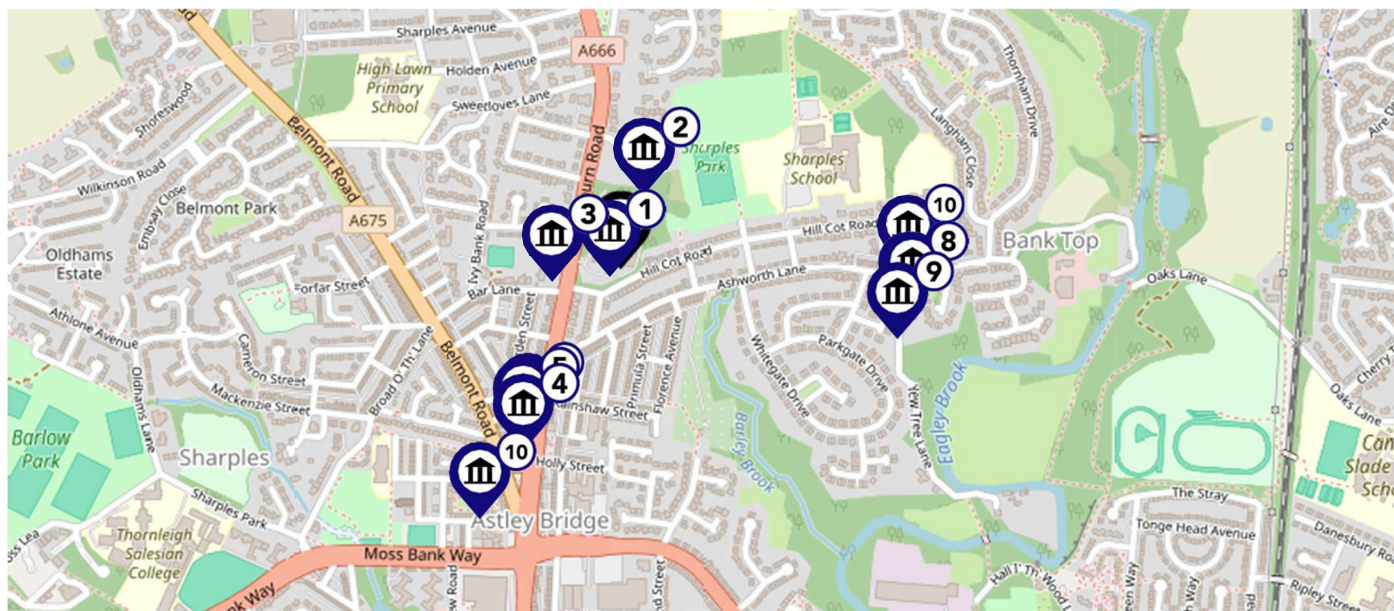 Sharples Avenue
A666
High Lawn
Primary
School
Holden Avenue
Sweetloves Lane
Thornham Drive
Shoreswood
Belmont Road
2
Langham Close
Park
Sharples
School
Wilkinson Road
Embsay Close
Belmont Park
A675
Ivy Bank Road
3
1
10
Hill Cot Road
8
Bank Top
Oldhams
Estate
Hill Cot Road
9
Ashworth Lane
Oaks Lane
Forfar Street
Bar Lane
Athlone Avenue
Cameron Street
Broad O' Th' Lane
Belmont Road
5
4
Primula Street
Florence Avenue
Whitegate Drive
Parkgate Drive
Oldhams Lane
Mackenzie Street
Yew Tree Lane
Eagley Brook
Oaks Lane
Barlow
Park
Sharples
10
Holly Street
Barley Brook
Sharples Park
Astley Bridge
The Stray
Tonge Head Avenue
Danesbury
Thornleigh
Salesian
College
Moss Bank Way
Hall I' Th' Wood
Ripley Street